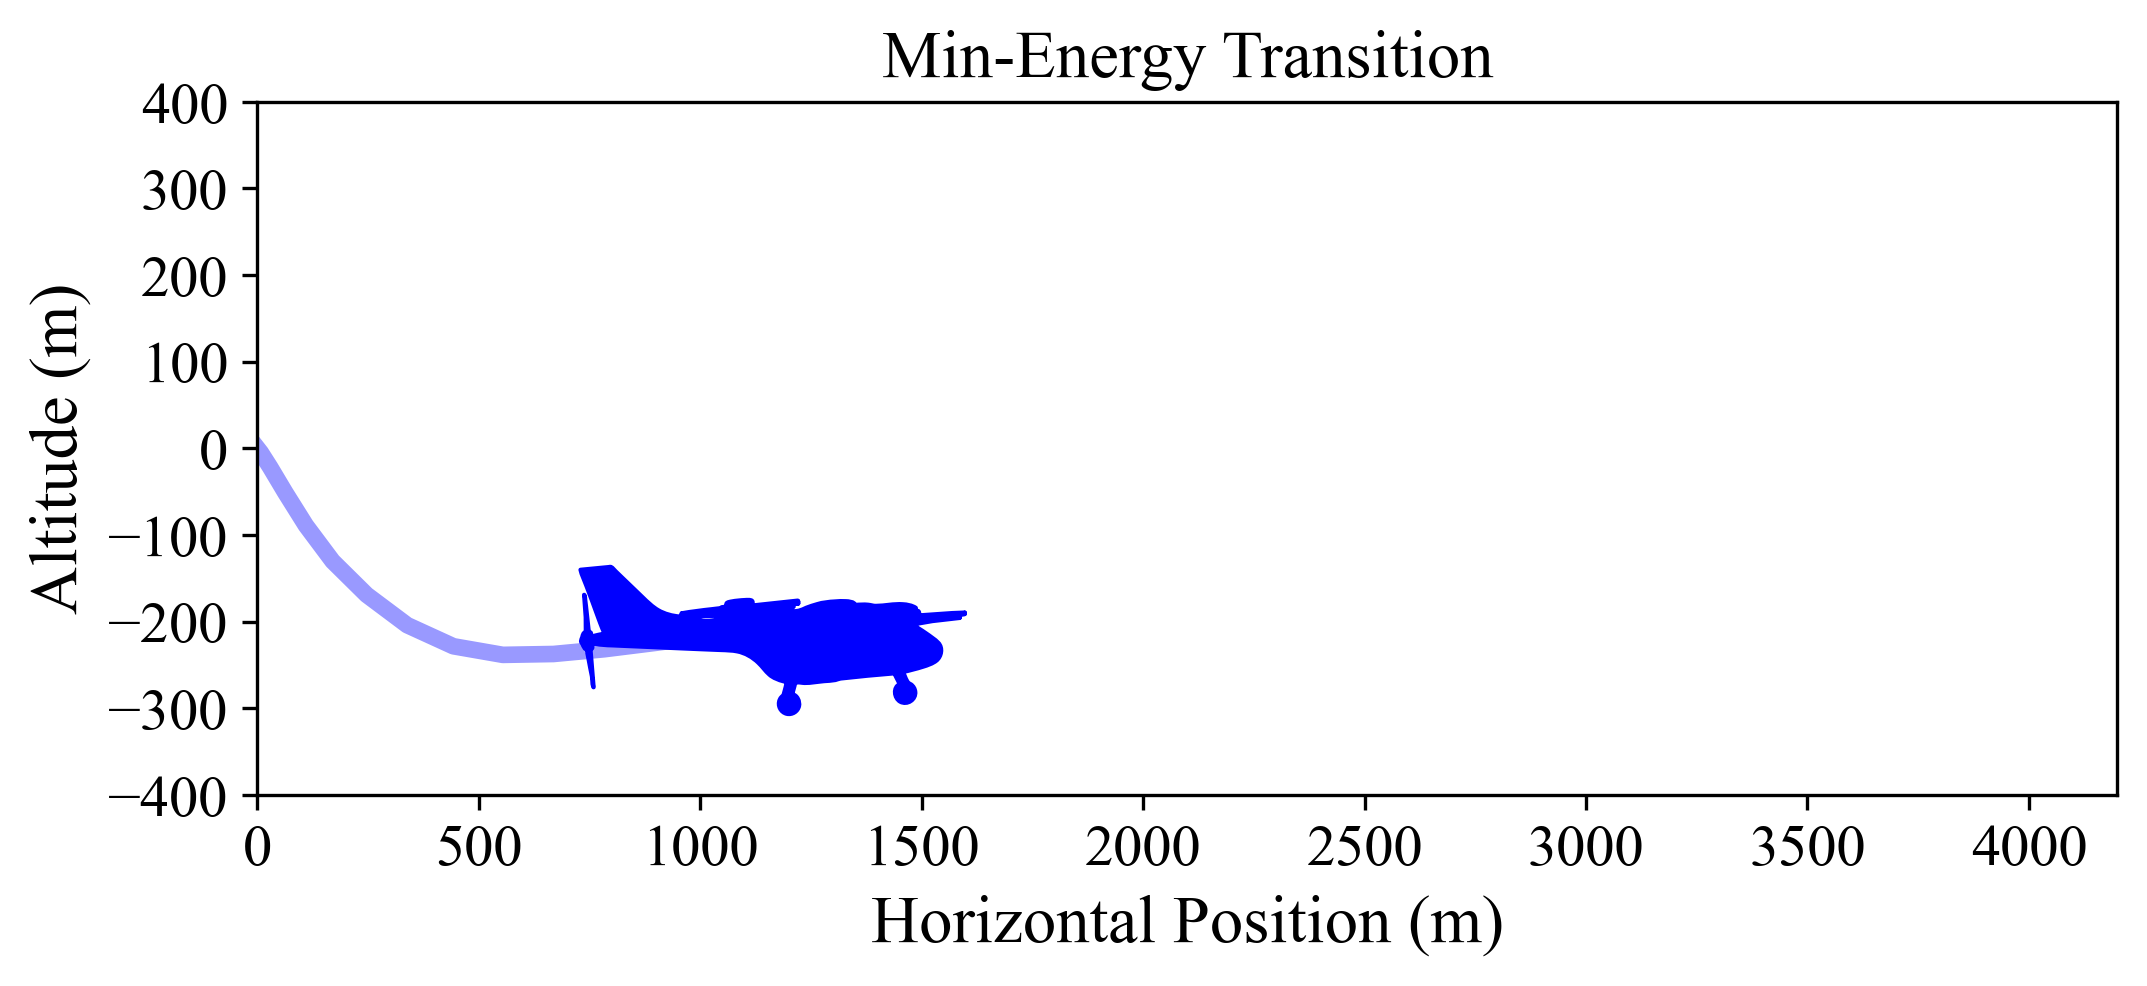 Min-Energy Transition
400
300
200
100
0
−100
−200
−300
−400
Altitude (m)
0 500 1000 1500 2000 2500 3000 3500 4000
Horizontal Position (m)